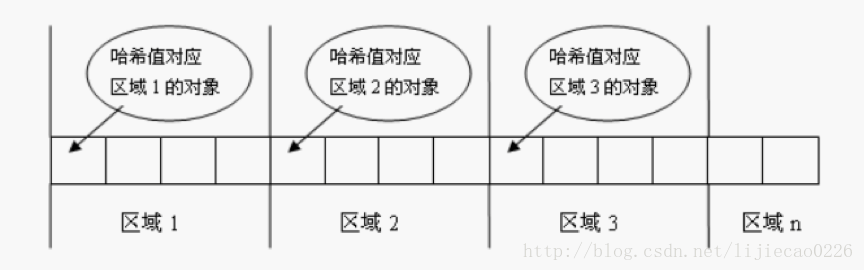 哈希值对应
区域1的对象
哈希值对应
区域2的对象
哈希值对应
区域3的对象
区域 1
区域 2
区域 3
区域 n
http://blog.csdn.net/lijiecao0226